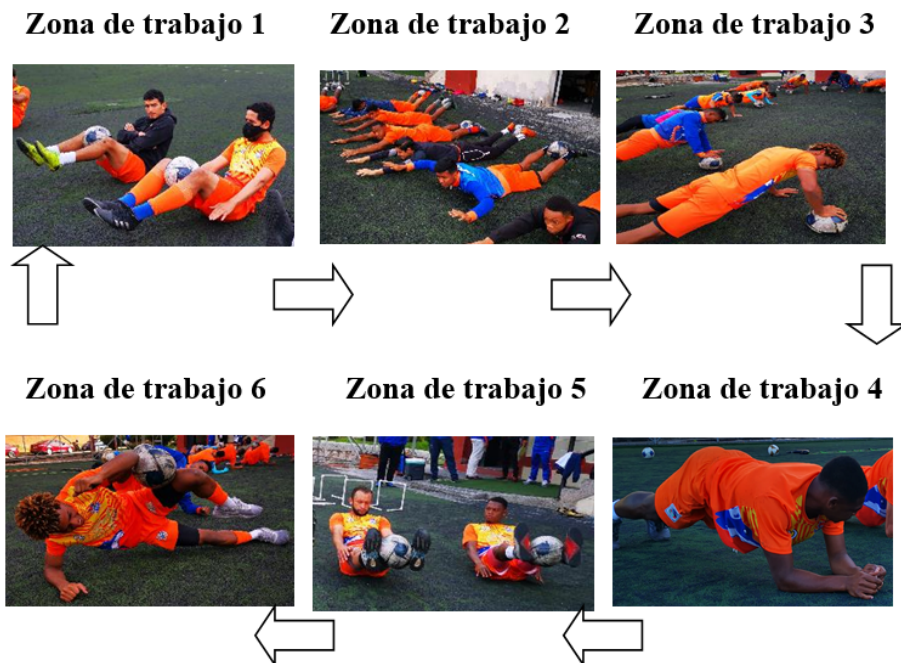 Zona de trabajo 1
Zona de trabajo 2
Zona de trabajo 3
Zona de trabajo 6
Zona de trabajo 5
Zona de trabajo 4